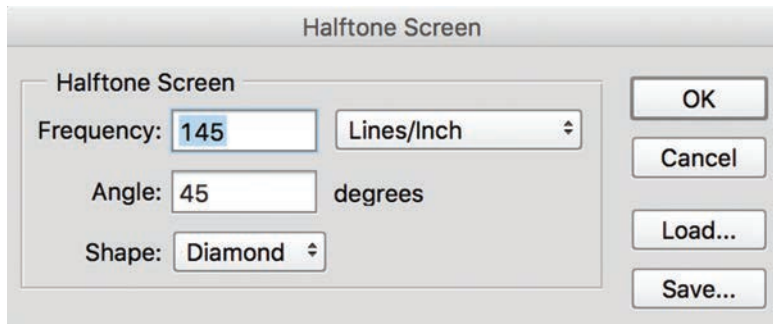 Halftone Screen
Halftone Screen
Frequency: 145 Lines/Inch
Angle: 45 degrees
Shape: Diamond
OK
Cancel
Load...
Save...